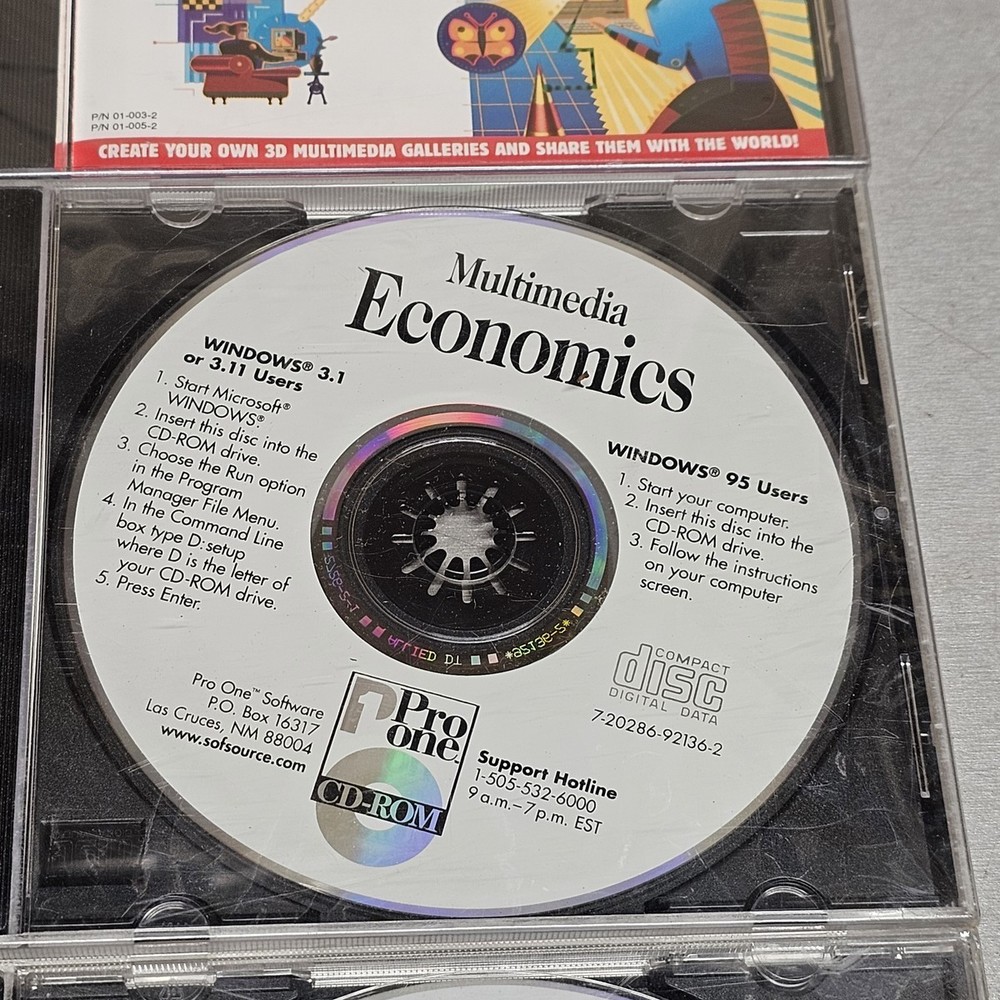 P/N 01-003-2
P/N 01-005-2
CREATE YOUR OWN 3D MULTIMEDIA GALLERIES AND SHARE THEM WITH THE WORLD!
Multimedia
Economics
WINDOWS® 3.1
or 3.11 Users
1. Start Microsoft®
WINDOWS®.
2. Insert this disc into the
CD-ROM drive.
3. Choose the Run option
in the Program
Manager File Menu.
4. In the Command Line
box type D:setup
where D is the letter of
your CD-ROM drive.
5. Press Enter.
WINDOWS® 95 Users
1. Start your computer.
2. Insert this disc into the
CD-ROM drive.
3. Follow the instructions
on your computer
screen.
COMPACT
disc
DIGITAL DATA
7-20286-92136-2
Pro One™ Software
P.O. Box 16317
Las Cruces, NM 88004
www.sofsource.com
1 Pro
one™
CD-ROM
Support Hotline
1-505-532-6000
9 a.m.–7p.m. EST